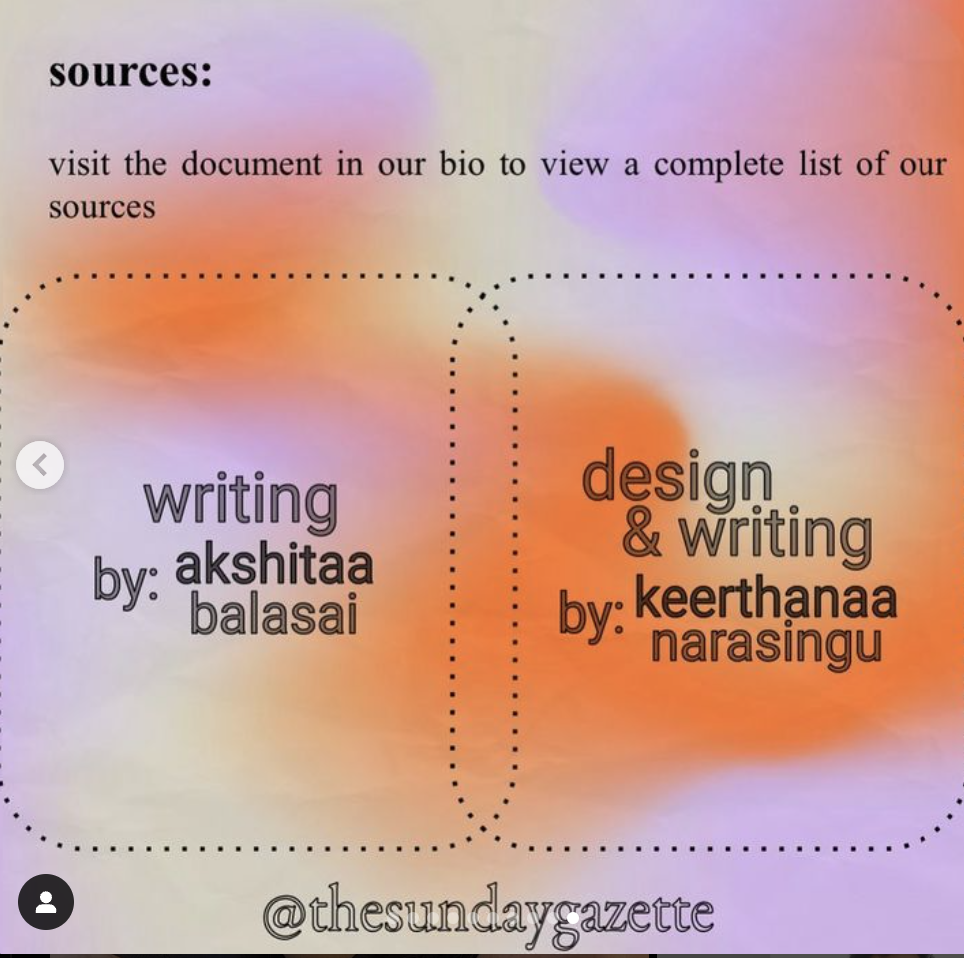 sources:
visit the document in our bio to view a complete list of our
sources
writing
by: akshitaa
balasai
design
& writing
by: keerthanaa
narasingu
@thesundaygazette